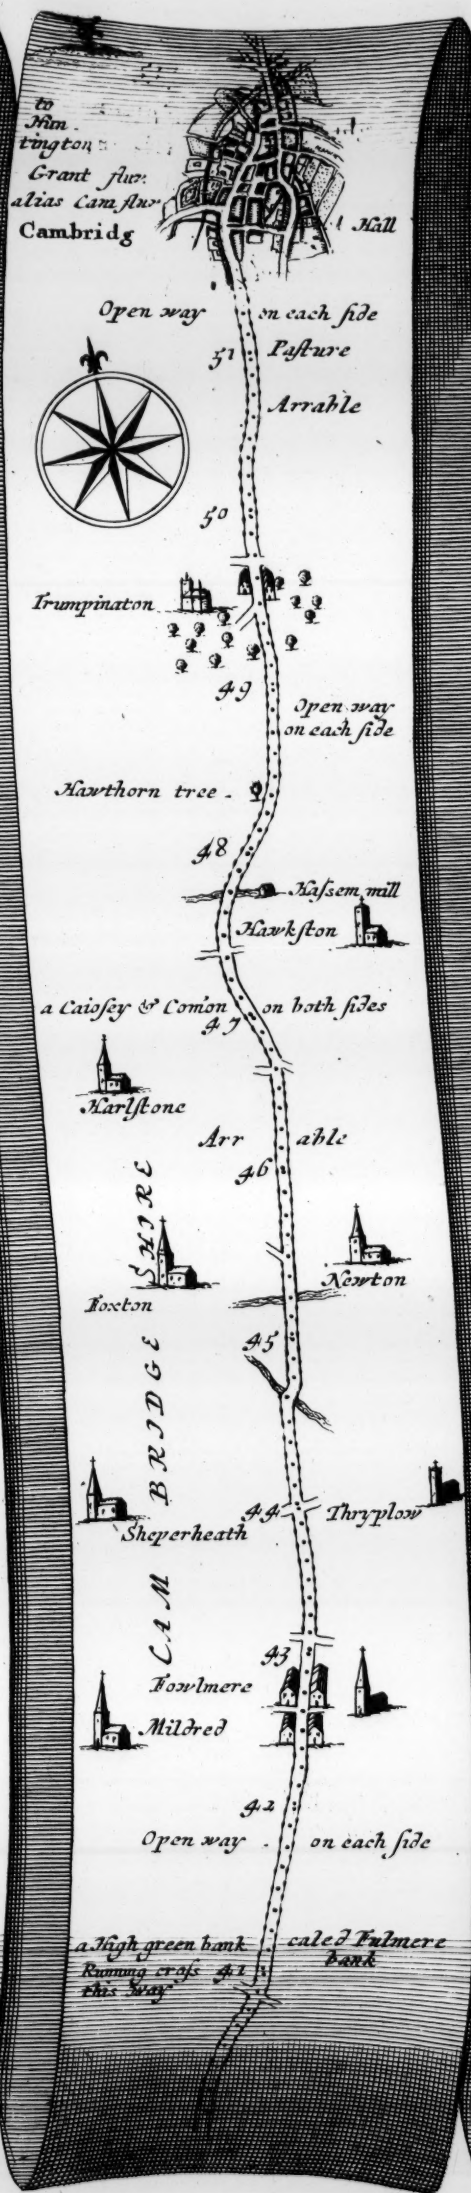 to
Hun
tington
Grant fluv:
alias Cam fluv
Cambridg
Hall
Open way on each side
51 Pasture
Arrable
50
Trumpinaton
49
Open way
on each side
Hawthorn tree .
48
Hassem mill
Hawkston
a Caiosey & Com̄on on both sides
47
Harlstone
Arr able
46
CAM BRIDGE SHIRE
Newton
Foxton
45
44 Thryplow
Sheperheath
43
Fowlmere
Mildred
42
Open way . on each side
a High green bank caled Fulmere
Running cross 41 bank
this way